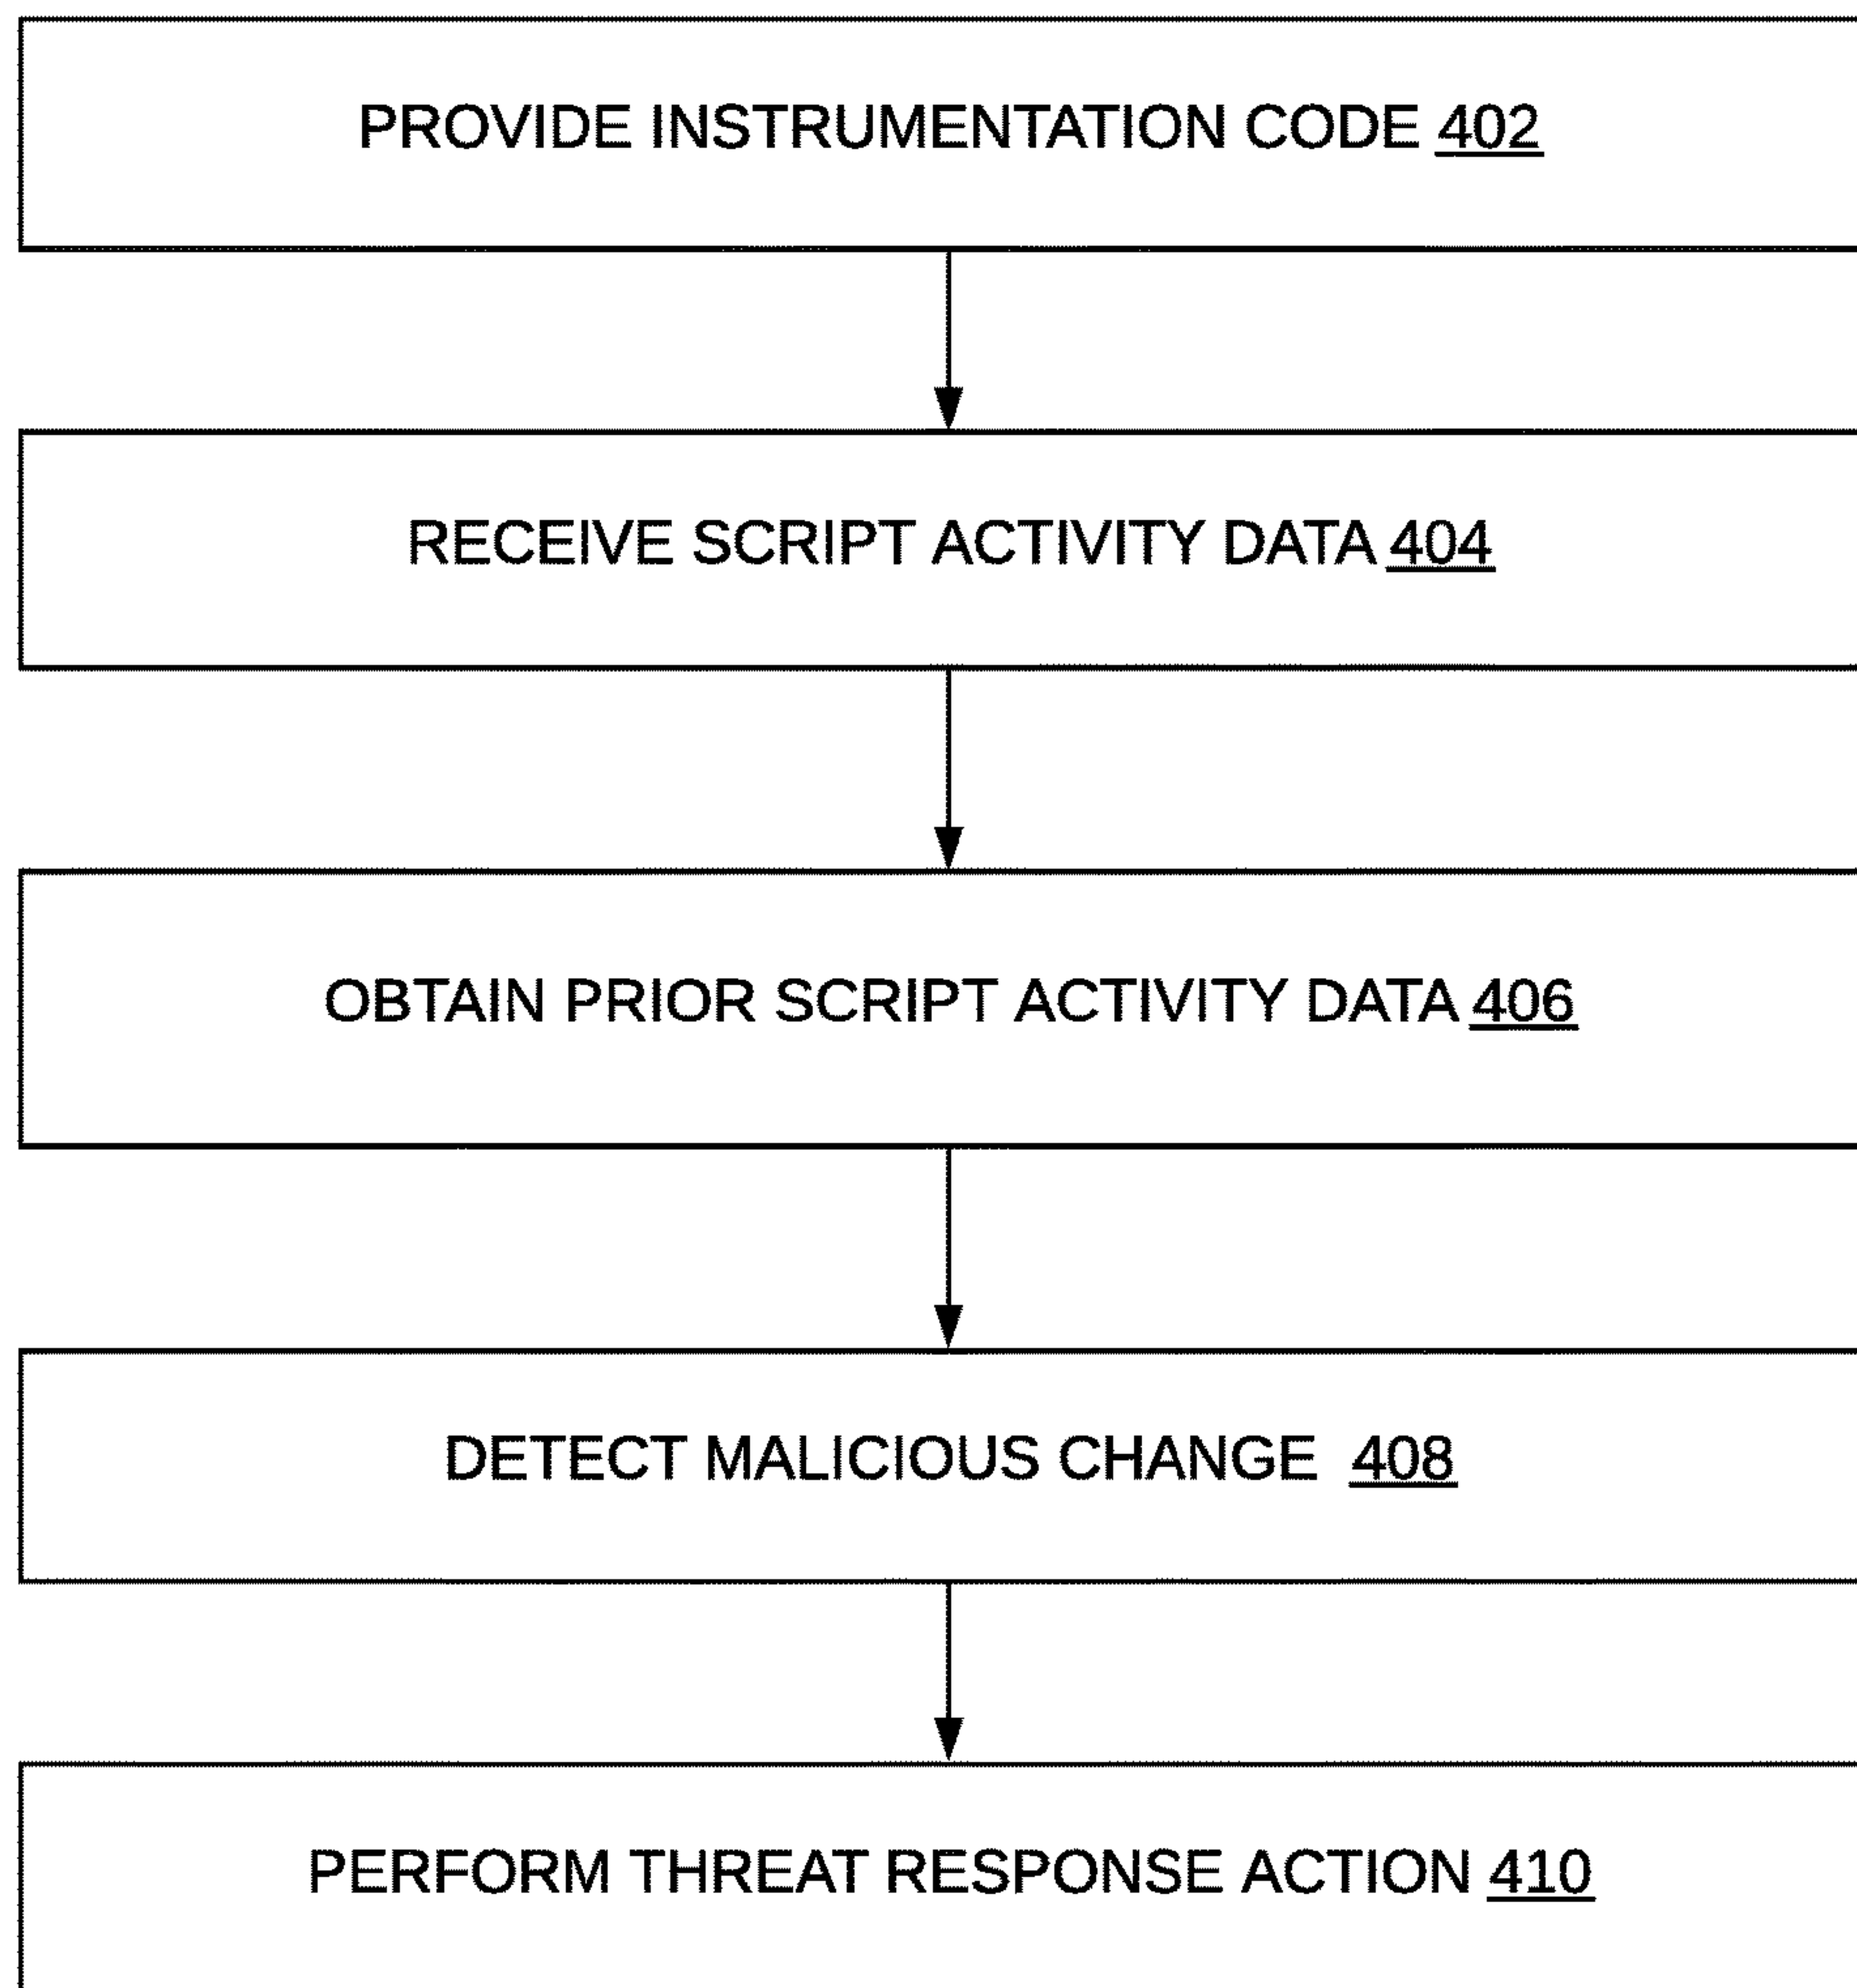 PROVIDE INSTRUMENTATION CODE 402
RECEIVE SCRIPT ACTIVITY DATA 404
OBTAIN PRIOR SCRIPT ACTIVITY DATA 406
DETECT MALICIOUS CHANGE 408
PERFORM THREAT RESPONSE ACTION 410